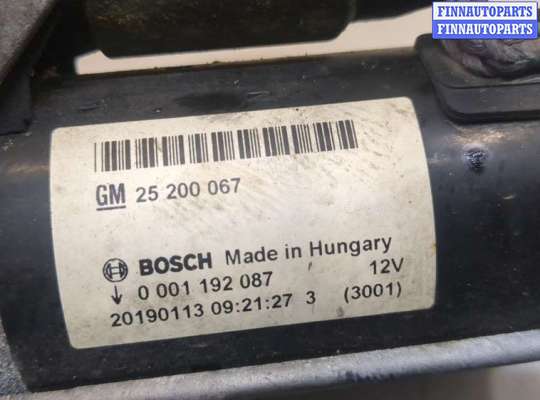 FINNAUTOPARTS
FINNAUTOPARTS
GM 25 200 067
BOSCH Made in Hungary
0 001 192 087 12V
20190113 09:21:27 3 (3001)